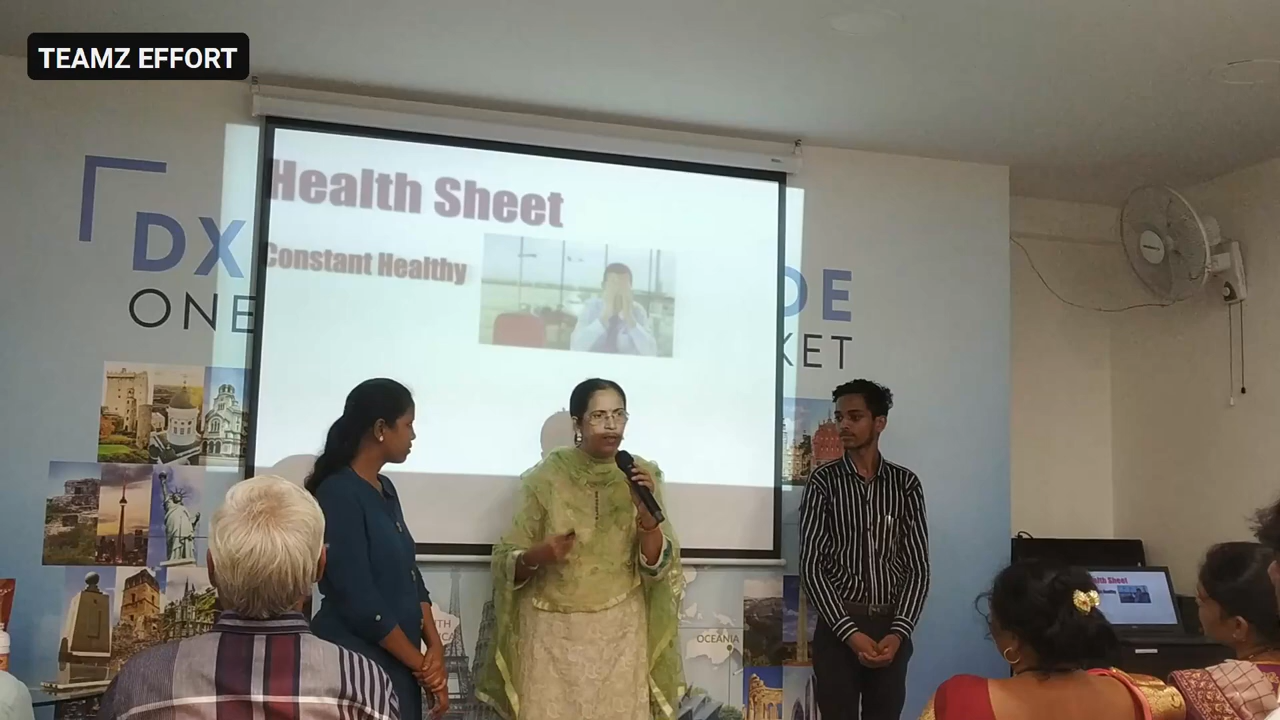 TEAMZ EFFORT
Health Sheet
Constant Healthy
DX
DE
ONE
KET
OCEANIA
Health Sheet